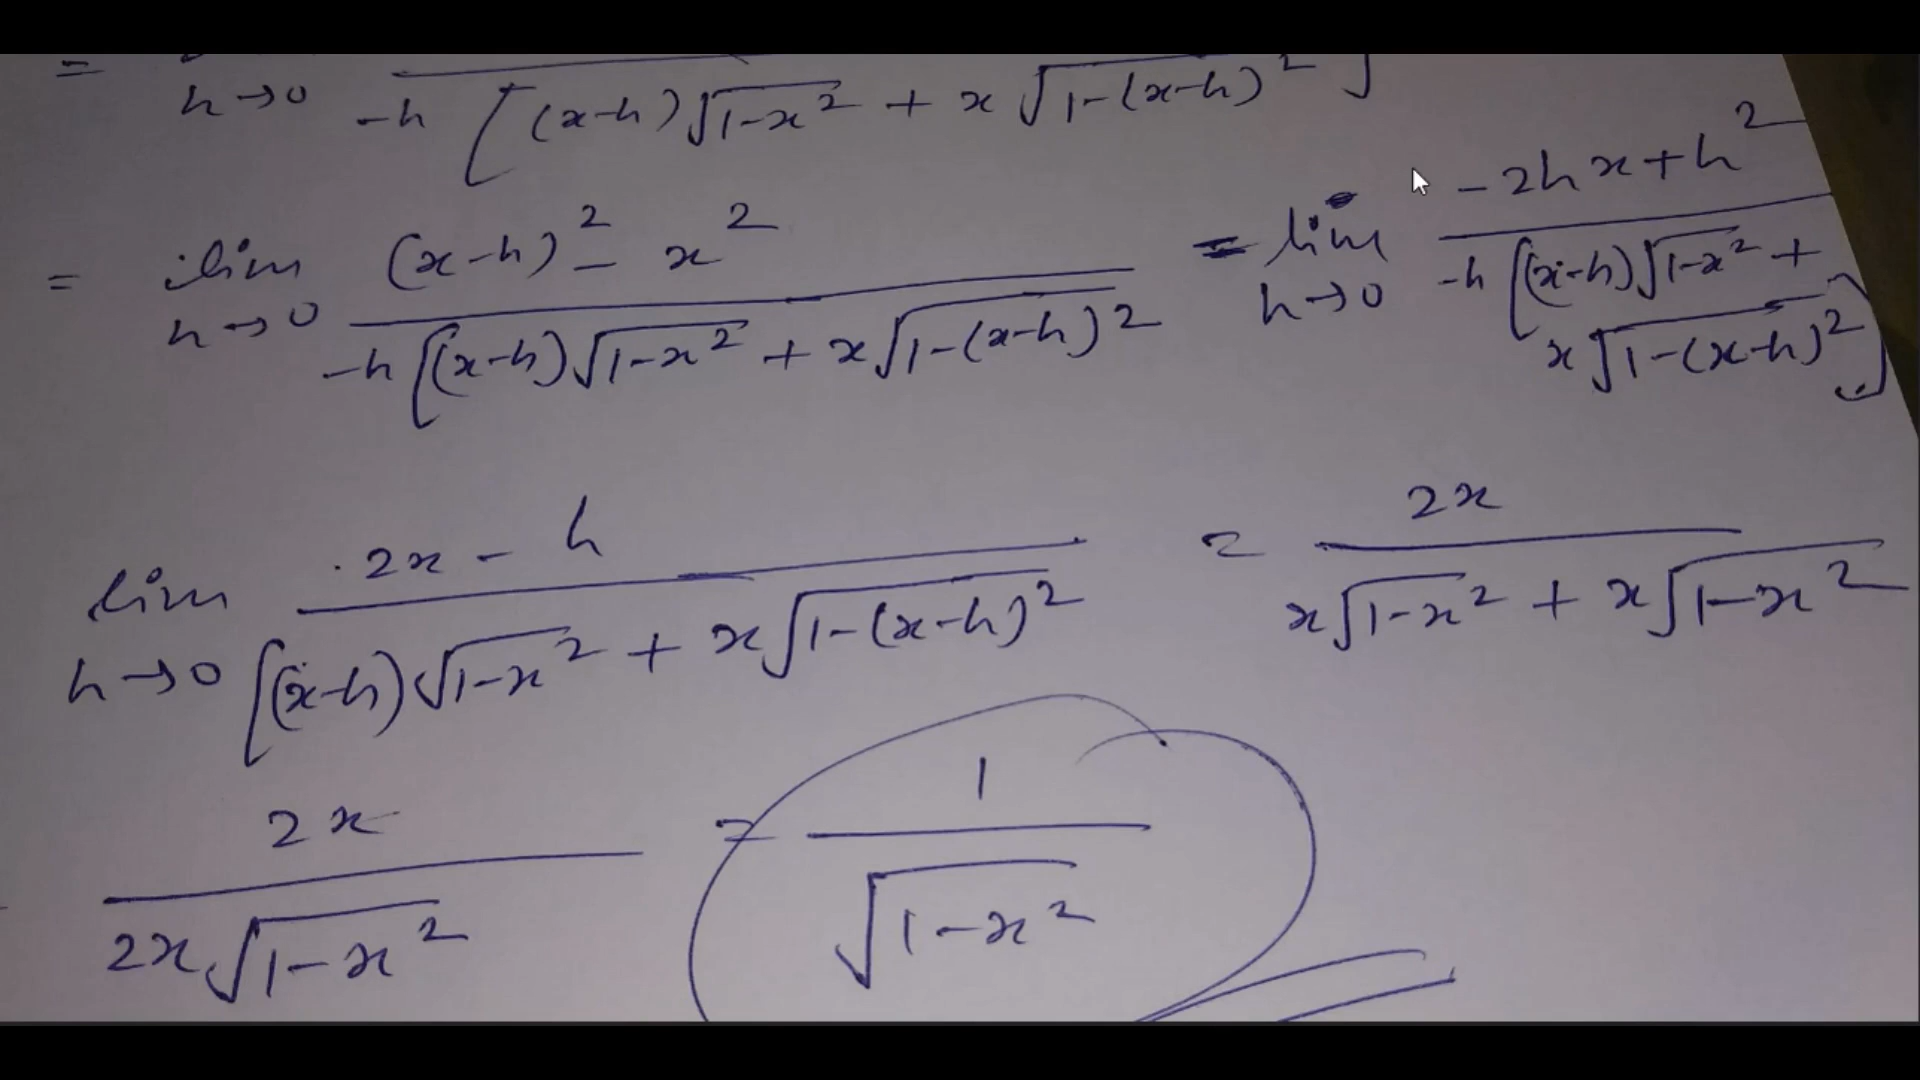 = h→0 -h [(x-h)√(1-x²) + x√(1-(x-h)²]
= lim h→0 (x-h)² - x² / -h [(x-h)√(1-x²) + x√(1-(x-h)²)
= lim h→0 -2hx+h² / -h [(x-h)√(1-x²) +
x√(1-(x-h)²)]
lim h→0 2x - h / [(x-h)√(1-x²) + x√(1-(x-h)²)
= 2x / x√(1-x²) + x√(1-x²)
2x / 2x√(1-x²) = 1 / √(1-x²)